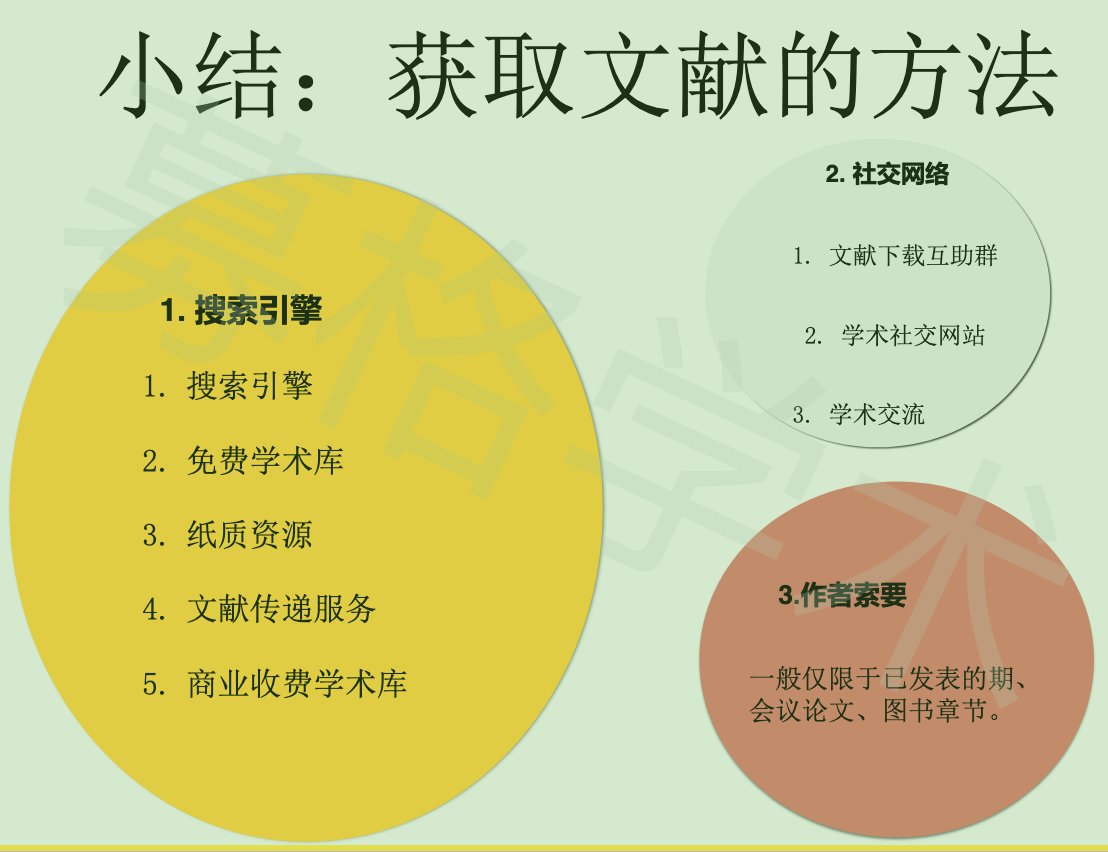 小结：获取文献的方法
1. 搜索引擎
1. 搜索引擎
2. 免费学术库
3. 纸质资源
4. 文献传递服务
5. 商业收费学术库
2. 社交网络
1. 文献下载互助群
2. 学术社交网站
3. 学术交流
3.作者索要
一般仅限于已发表的期、
会议论文、图书章节。
募格学术